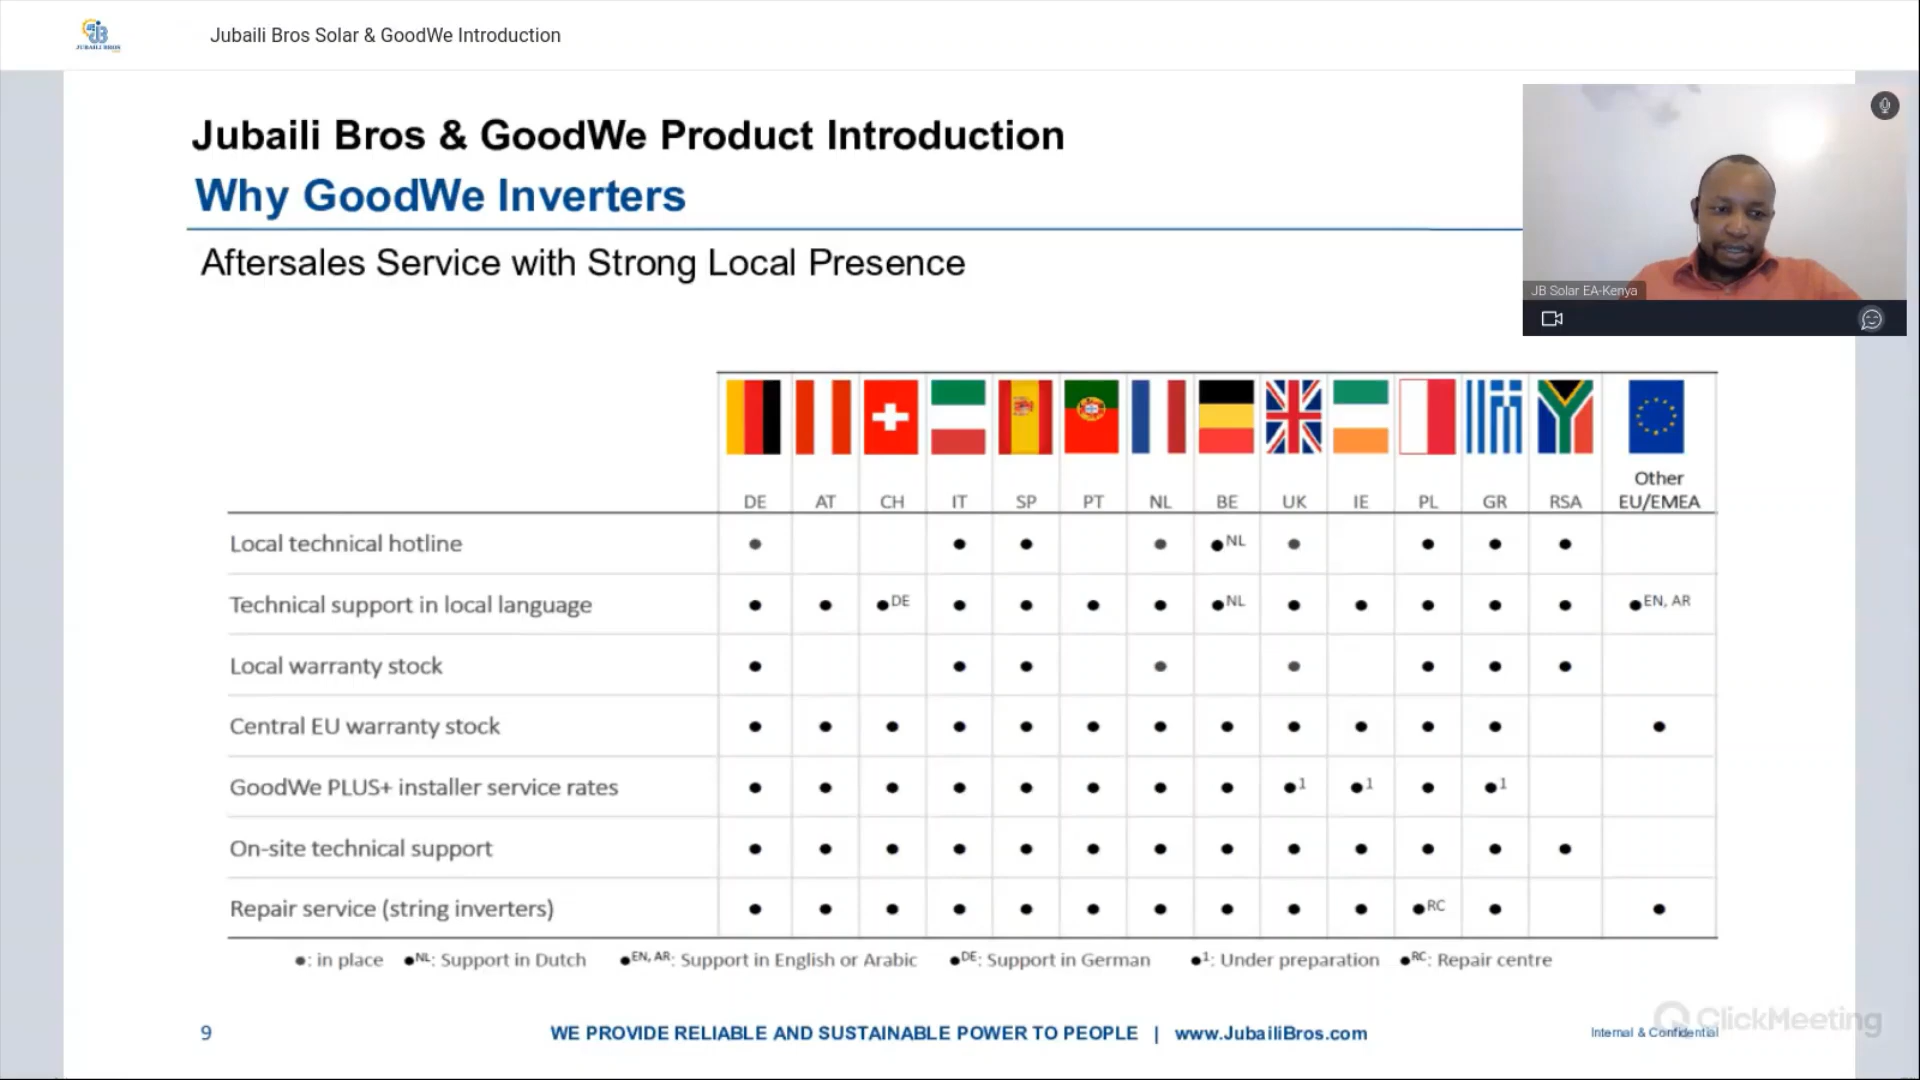 JUBAILI BROS
Jubaili Bros Solar & GoodWe Introduction
Jubaili Bros & GoodWe Product Introduction
Why GoodWe Inverters
Aftersales Service with Strong Local Presence
JB Solar EA-Kenya
Other
DE AT CH IT SP PT NL BE UK IE PL GR RSA EU/EMEA
Local technical hotline ● ● ● ● ●NL ● ● ● ●
Technical support in local language ● ● ●DE ● ● ● ● ●NL ● ● ● ● ● ●EN, AR
Local warranty stock ● ● ● ● ● ● ● ●
Central EU warranty stock ● ● ● ● ● ● ● ● ● ● ● ● ●
GoodWe PLUS+ installer service rates ● ● ● ● ● ● ● ● ●1 ●1 ● ●1
On-site technical support ● ● ● ● ● ● ● ● ● ● ● ● ●
Repair service (string inverters) ● ● ● ● ● ● ● ● ● ● ●RC ● ●
●: in place ●NL: Support in Dutch ●EN, AR: Support in English or Arabic ●DE: Support in German ●1: Under preparation ●RC: Repair centre
9 WE PROVIDE RELIABLE AND SUSTAINABLE POWER TO PEOPLE | www.JubailiBros.com Internal & Confidential
ClickMeeting